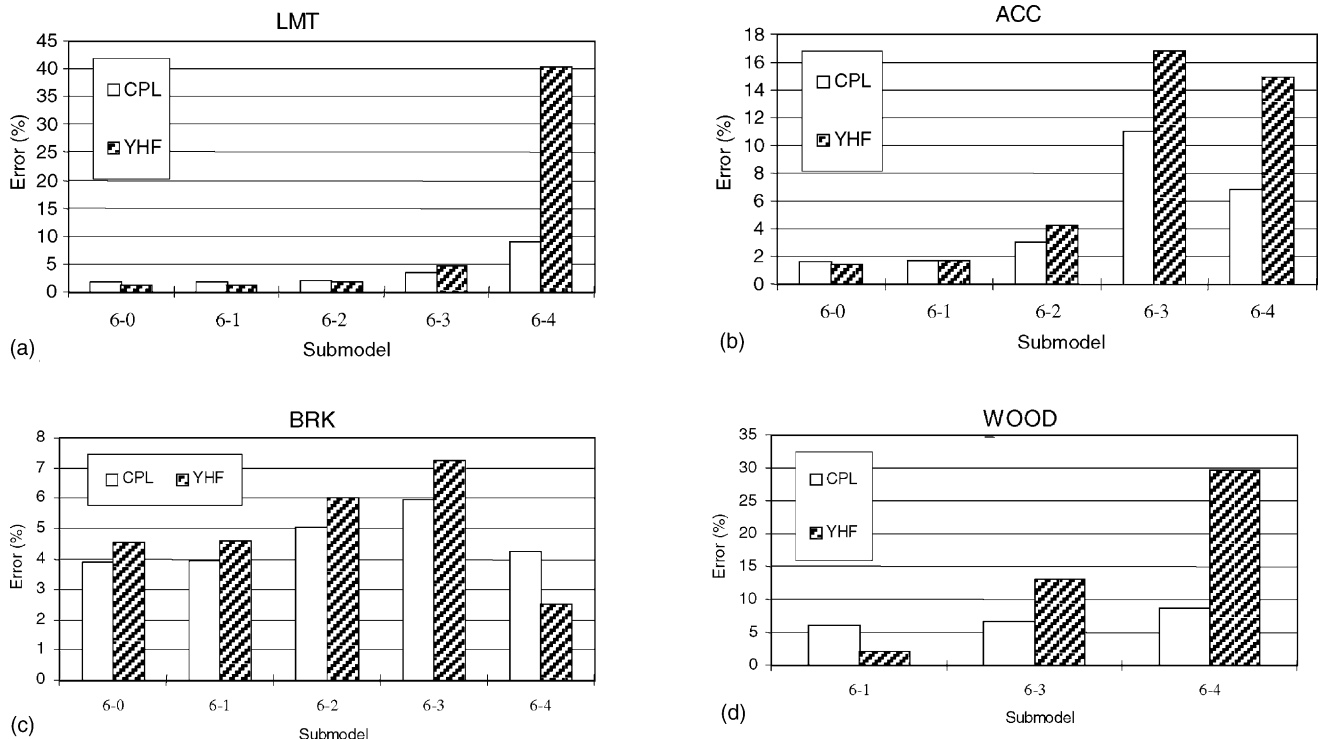 LMT
45
40
35
30
25
20
15
10
5
0
Error (%)
CPL
YHF
6-0 6-1 6-2 6-3 6-4
Submodel
(a)
ACC
18
16
14
12
10
8
6
4
2
0
Error (%)
CPL
YHF
6-0 6-1 6-2 6-3 6-4
Submodel
(b)
BRK
8
7
6
5
4
3
2
1
0
Error (%)
CPL YHF
6-0 6-1 6-2 6-3 6-4
Submodel
(c)
WOOD
35
30
25
20
15
10
5
0
Error (%)
CPL
YHF
6-1 6-3 6-4
Submodel
(d)